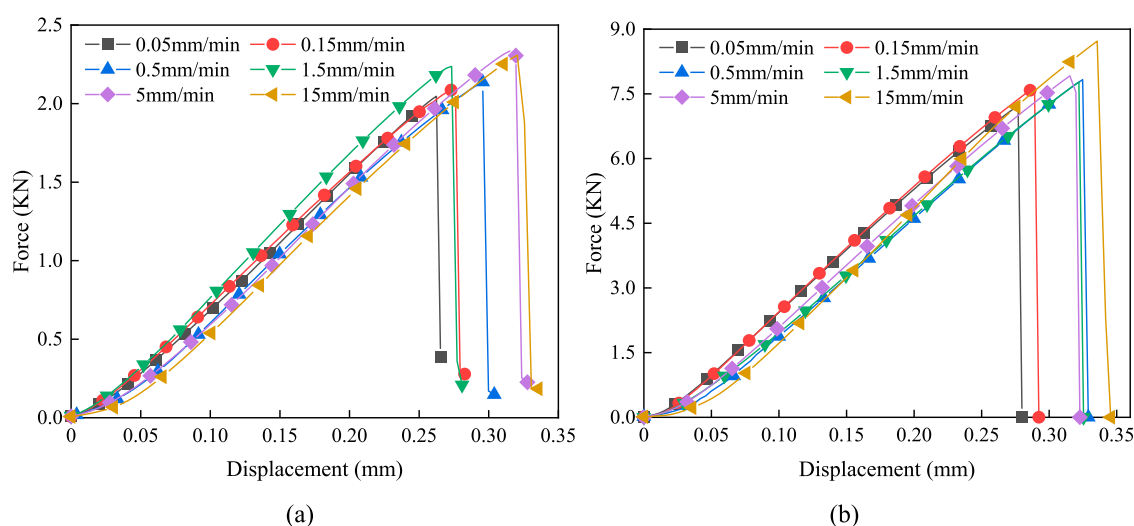 2.5
2.0
1.5
1.0
0.5
0.0
Force (KN)
0.05mm/min 0.15mm/min
0.5mm/min 1.5mm/min
5mm/min 15mm/min
0 0.05 0.10 0.15 0.20 0.25 0.30 0.35
Displacement (mm)
(a)
9.0
7.5
6.0
4.5
3.0
1.5
0.0
Force (KN)
0.05mm/min 0.15mm/min
0.5mm/min 1.5mm/min
5mm/min 15mm/min
0 0.05 0.10 0.15 0.20 0.25 0.30 0.35
Displacement (mm)
(b)